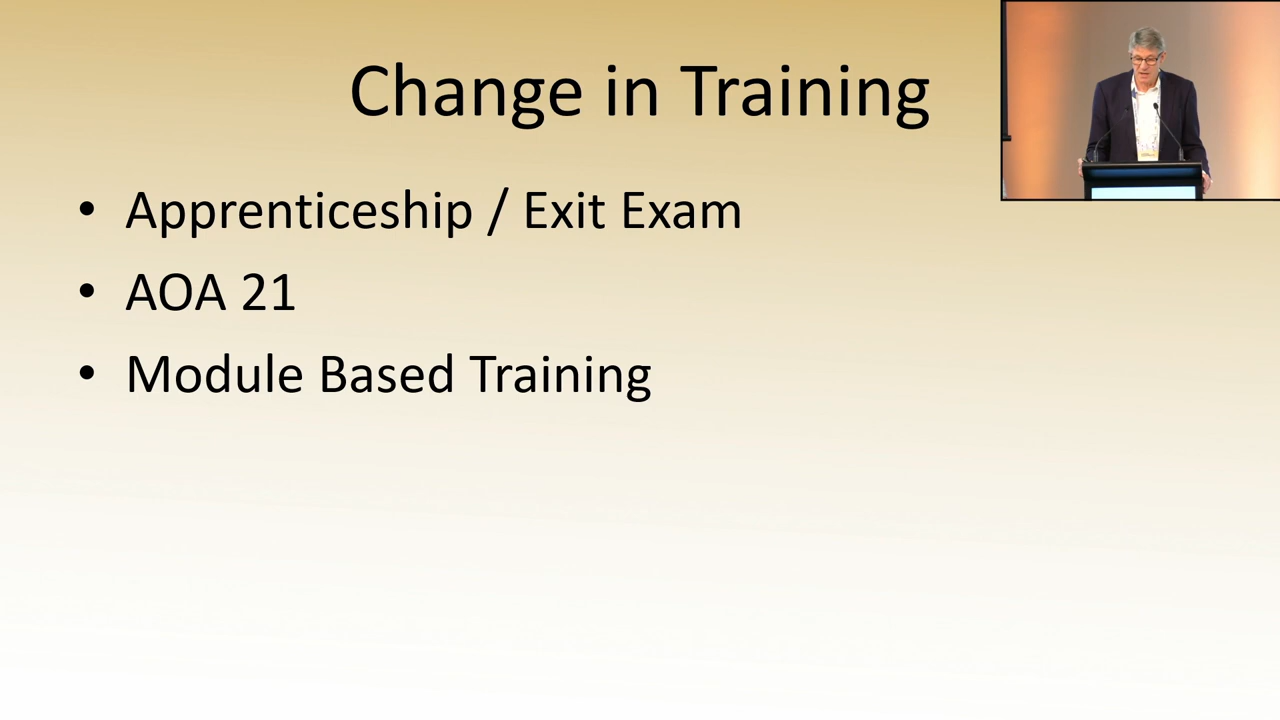 Change in Training
• Apprenticeship / Exit Exam
• AOA 21
• Module Based Training